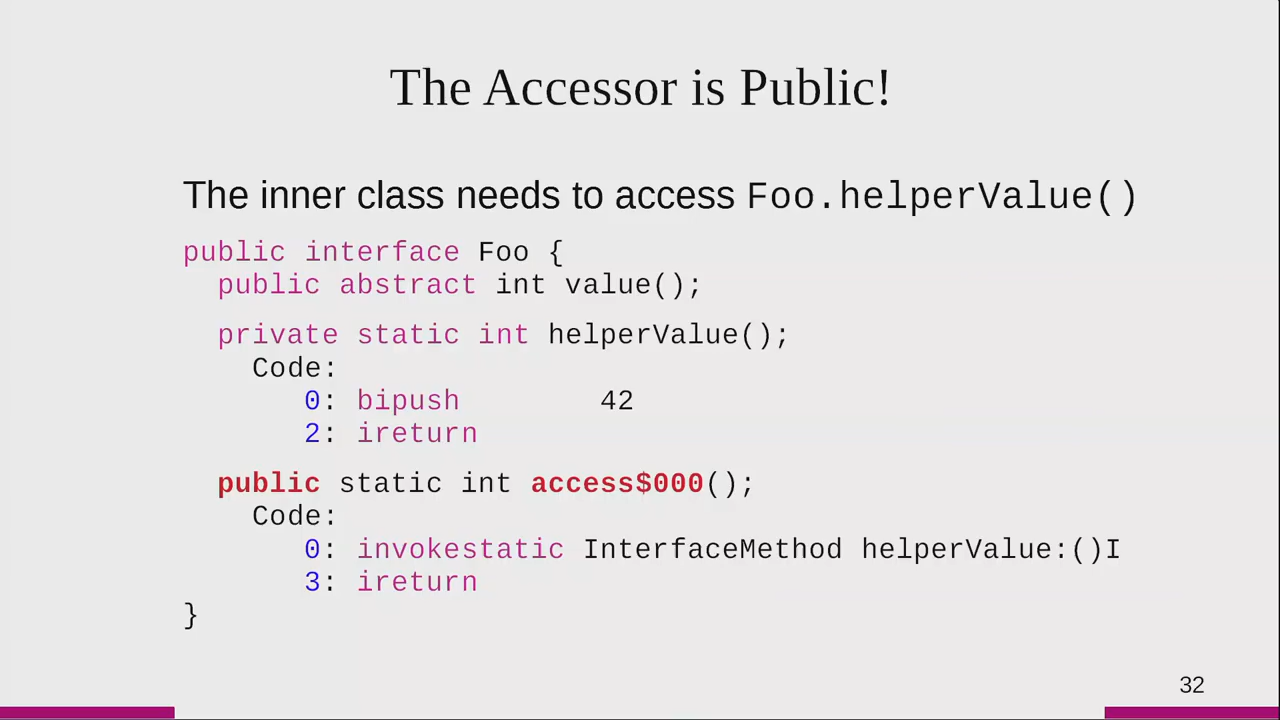 The Accessor is Public!
The inner class needs to access Foo.helperValue()
public interface Foo {
public abstract int value();
private static int helperValue();
Code:
0: bipush 42
2: ireturn
public static int access$000();
Code:
0: invokestatic InterfaceMethod helperValue:()I
3: ireturn
}
32